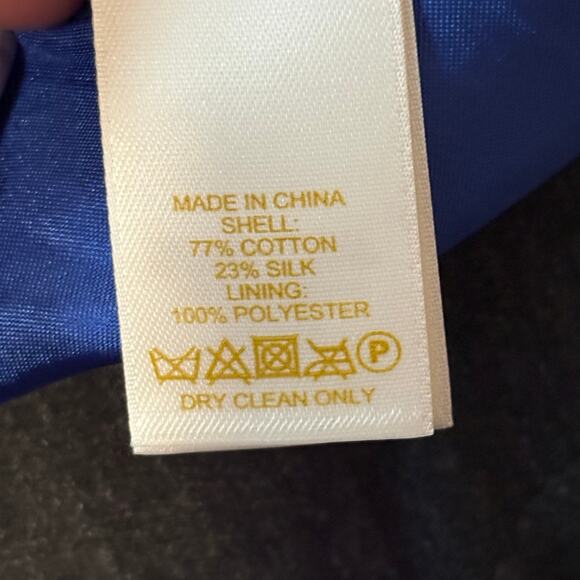 MADE IN CHINA
SHELL:
77% COTTON
23% SILK
LINING:
100% POLYESTER
P
DRY CLEAN ONLY